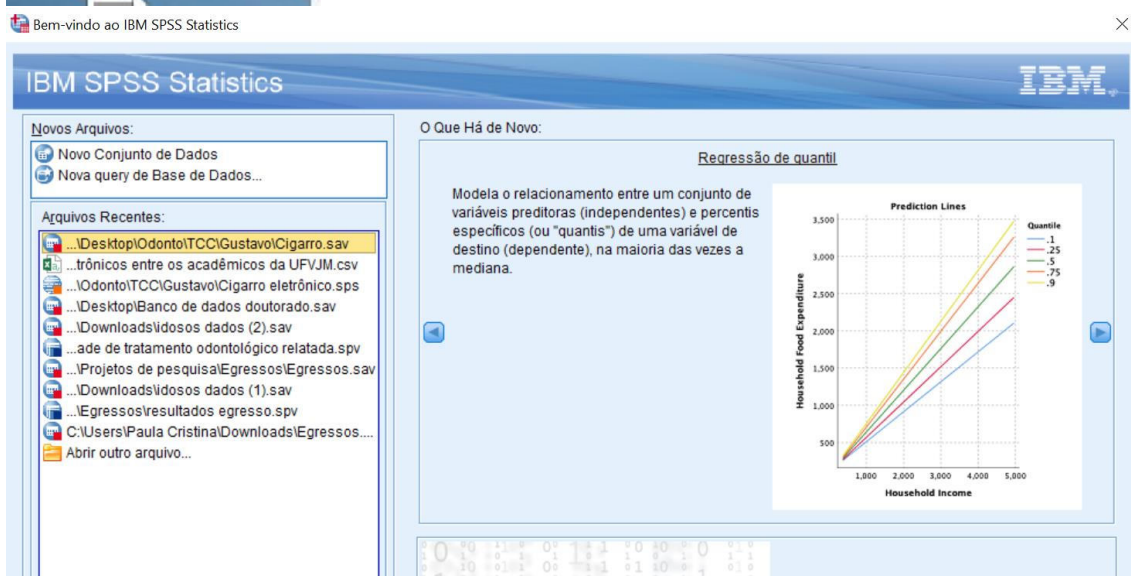 Bem-vindo ao IBM SPSS Statistics
IBM SPSS Statistics
IBM
Novos Arquivos:
Novo Conjunto de Dados
Nova query de Base de Dados...
Arquivos Recentes:
...\Desktop\Odonto\TCC\Gustavo\Cigarro.sav
...trônicos entre os acadêmicos da UFVJM.csv
...\Odonto\TCC\Gustavo\Cigarro eletrônico.sps
...\Desktop\Banco de dados doutorado.sav
...\Downloads\idosos dados (2).sav
...ade de tratamento odontológico relatada.spv
...\Projetos de pesquisa\Egressos\Egressos.sav
...\Downloads\idosos dados (1).sav
...\Egressos\resultados egresso.spv
C:\Users\Paula Cristina\Downloads\Egressos....
Abrir outro arquivo...
O Que Há de Novo:
Regressão de quantil
Modela o relacionamento entre um conjunto de
variáveis preditoras (independentes) e percentis
específicos (ou "quantis") de uma variável de
destino (dependente), na maioria das vezes a
mediana.
Prediction Lines
Household Food Expenditure
3,500
3,000
2,500
2,000
1,500
1,000
500
1,000 2,000 3,000 4,000 5,000
Household Income
Quantile
.1
.25
.5
.75
.9